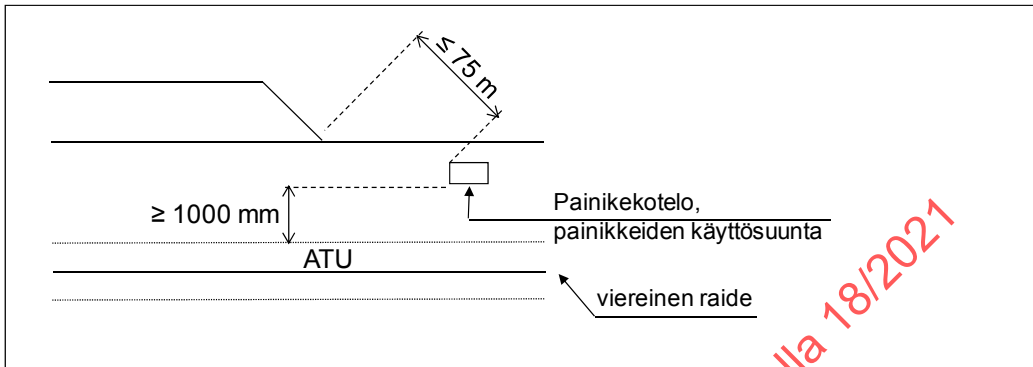 ≤ 75 m
≥ 1000 mm
Painikekotelo,
painikkeiden käyttösuunta
ATU
viereinen raide
lla 18/2021